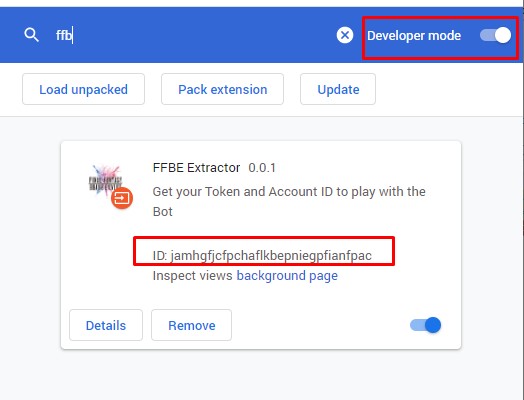 ffb
Developer mode
Load unpacked
Pack extension
Update
FFBE Extractor 0.0.1
Get your Token and Account ID to play with the
Bot
ID: jamhgfjcfpchaflkbepniegpfianfpac
Inspect views background page
Details
Remove